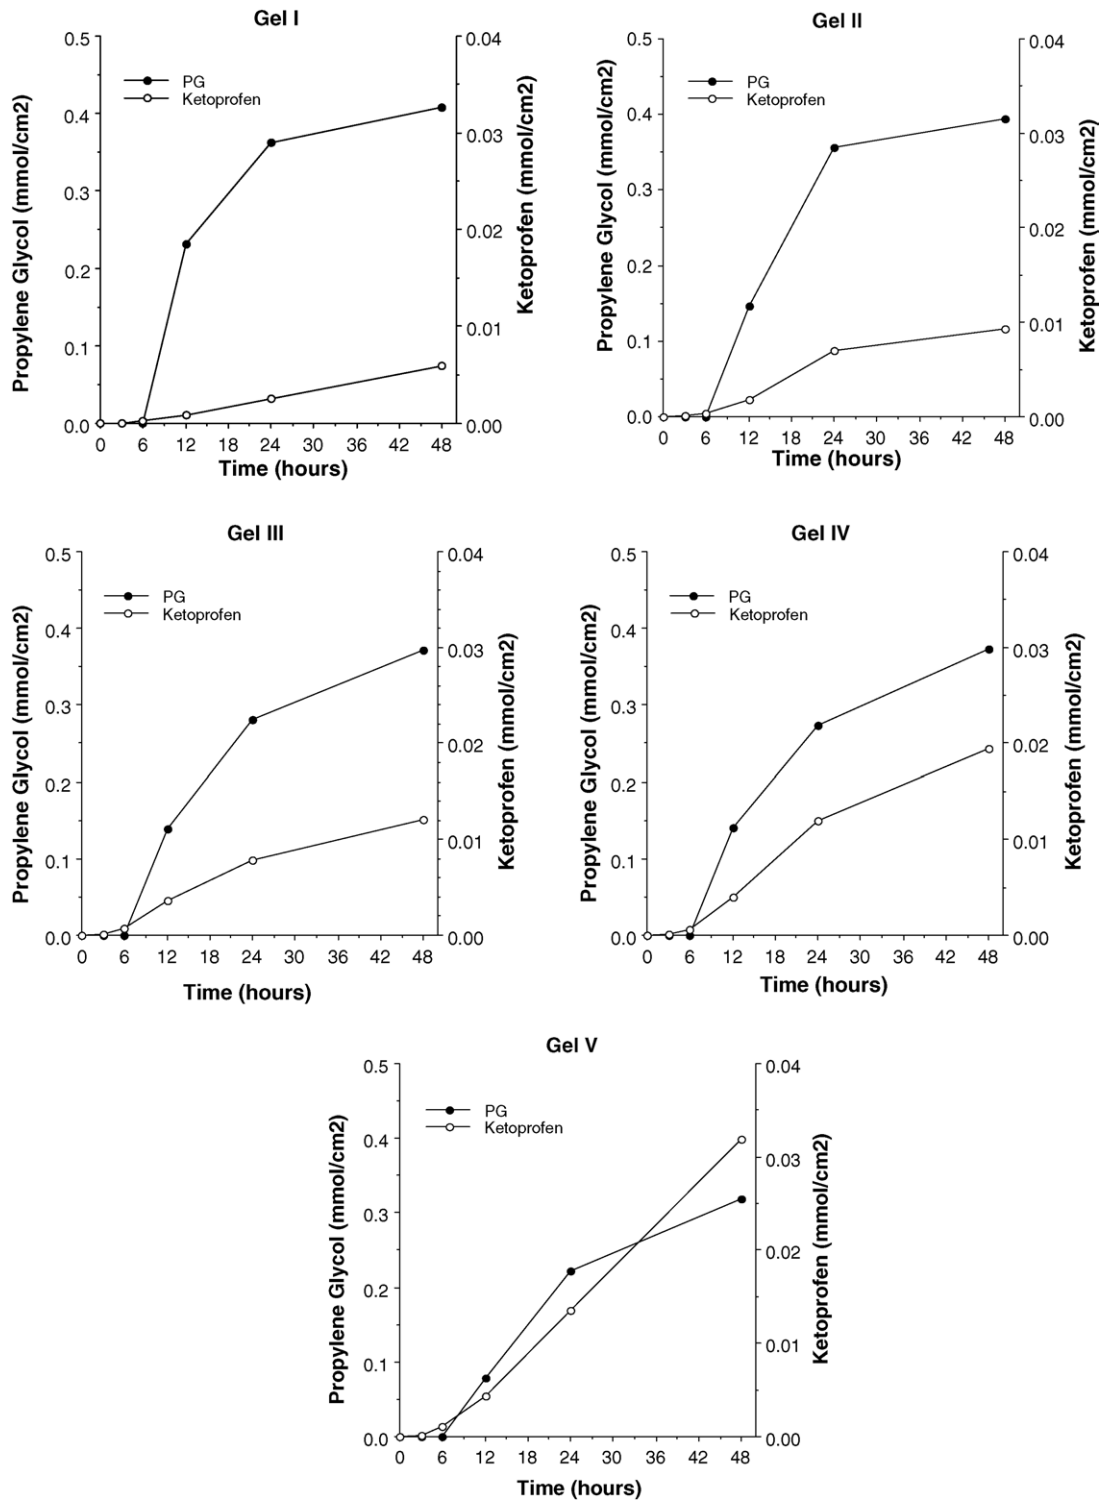 Gel I
PG
Ketoprofen
Propylene Glycol (mmol/cm2)
0.5
0.4
0.3
0.2
0.1
0.0
Ketoprofen (mmol/cm2)
0.04
0.03
0.02
0.01
0.00
0 6 12 18 24 30 36 42 48
Time (hours)
Gel II
PG
Ketoprofen
Propylene Glycol (mmol/cm2)
0.5
0.4
0.3
0.2
0.1
0.0
Ketoprofen (mmol/cm2)
0.04
0.03
0.02
0.01
0.00
0 6 12 18 24 30 36 42 48
Time (hours)
Gel III
PG
Ketoprofen
Propylene Glycol (mmol/cm2)
0.5
0.4
0.3
0.2
0.1
0.0
Ketoprofen (mmol/cm2)
0.04
0.03
0.02
0.01
0.00
0 6 12 18 24 30 36 42 48
Time (hours)
Gel IV
PG
Ketoprofen
Propylene Glycol (mmol/cm2)
0.5
0.4
0.3
0.2
0.1
0.0
Ketoprofen (mmol/cm2)
0.04
0.03
0.02
0.01
0.00
0 6 12 18 24 30 36 42 48
Time (hours)
Gel V
PG
Ketoprofen
Propylene Glycol (mmol/cm2)
0.5
0.4
0.3
0.2
0.1
0.0
Ketoprofen (mmol/cm2)
0.04
0.03
0.02
0.01
0.00
0 6 12 18 24 30 36 42 48
Time (hours)